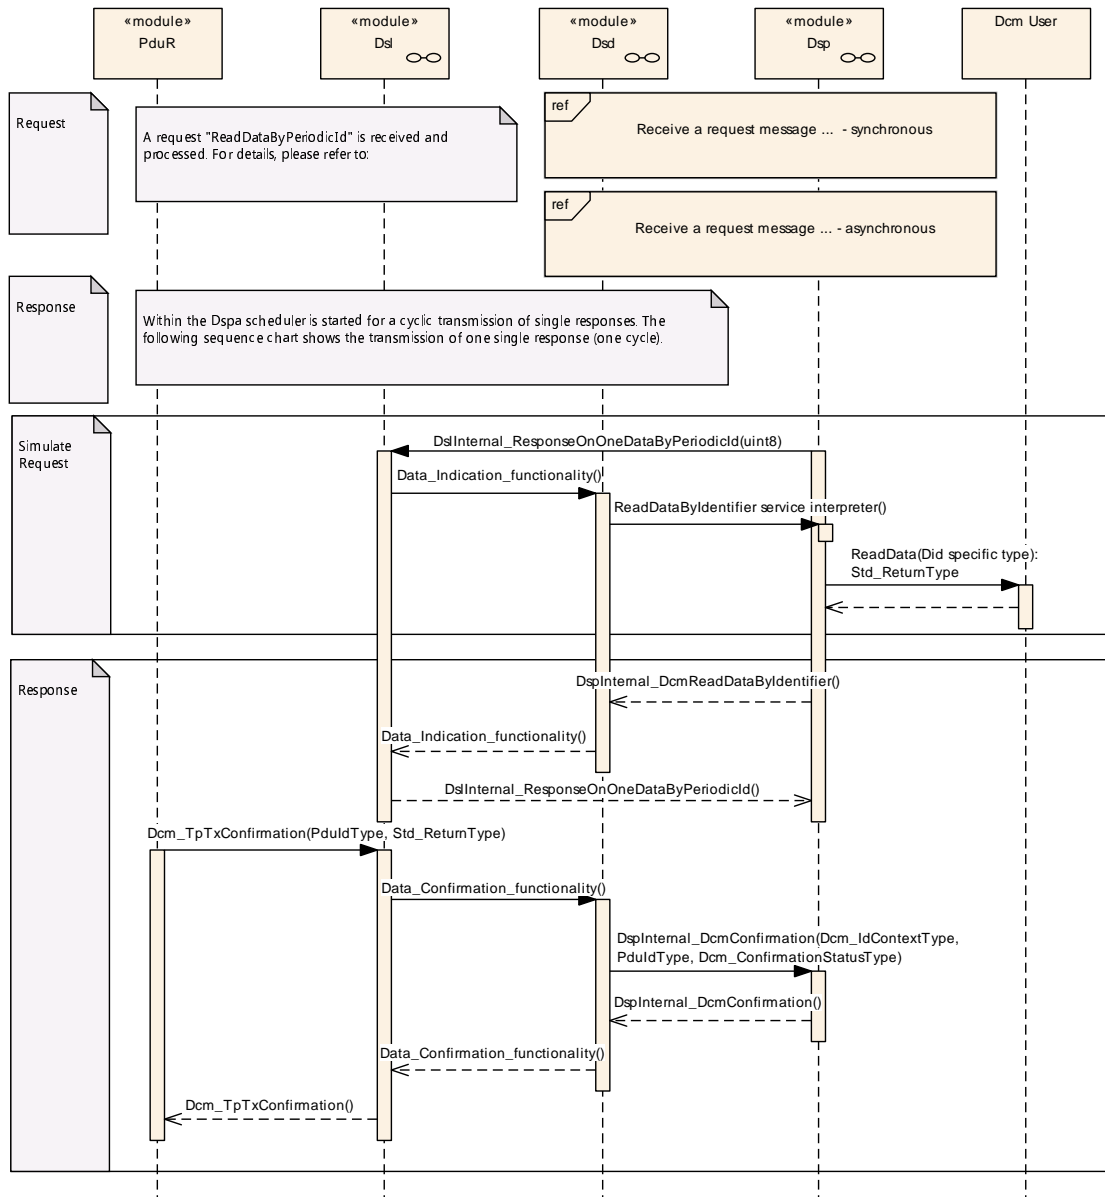 «module»
PduR
«module»
Dsl
«module»
Dsd
«module»
Dsp
Dcm User
Request
A request "ReadDataByPeriodicId" is received and
processed. For details, please refer to:
ref
Receive a request message ... - synchronous
ref
Receive a request message ... - asynchronous
Response
Within the Dspa scheduler is started for a cyclic transmission of single responses. The
following sequence chart shows the transmission of one single response (one cycle).
Simulate
Request
DslInternal_ResponseOnOneDataByPeriodicId(uint8)
Data_Indication_functionality()
ReadDataByIdentifier service interpreter()
ReadData(Did specific type):
Std_ReturnType
Response
DspInternal_DcmReadDataByIdentifier()
Data_Indication_functionality()
DslInternal_ResponseOnOneDataByPeriodicId()
Dcm_TpTxConfirmation(PduIdType, Std_ReturnType)
Data_Confirmation_functionality()
DspInternal_DcmConfirmation(Dcm_IdContextType,
PduIdType, Dcm_ConfirmationStatusType)
DspInternal_DcmConfirmation()
Data_Confirmation_functionality()
Dcm_TpTxConfirmation()